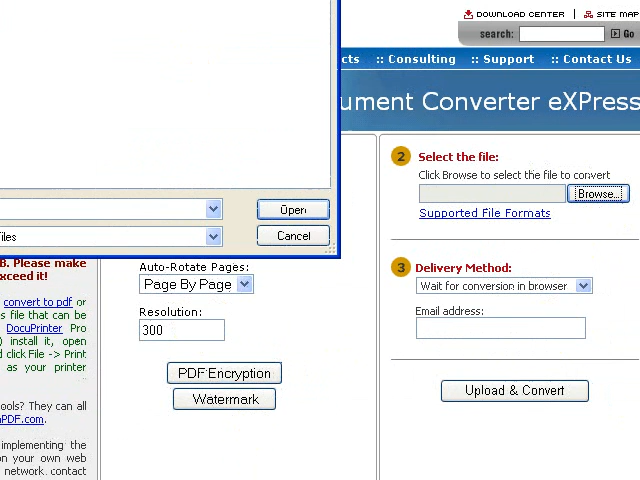 DOWNLOAD CENTER | SITE MAP
search: Go
cts :: Consulting :: Support :: Contact Us
ument Converter eXPress
2 Select the file:
Click Browse to select the file to convert
Browse...
Supported File Formats
Open
Files
Cancel
B. Please make
exceed it!
convert to pdf or
s file that can be
DocuPrinter Pro
) install it, open
d click File -> Print
as your printer
ools? They can all
nPDF.com.
implementing the
on your own web
network, contact
Auto-Rotate Pages:
Page By Page
Resolution:
300
PDF Encryption
Watermark
3 Delivery Method:
Wait for conversion in browser
Email address:
Upload & Convert